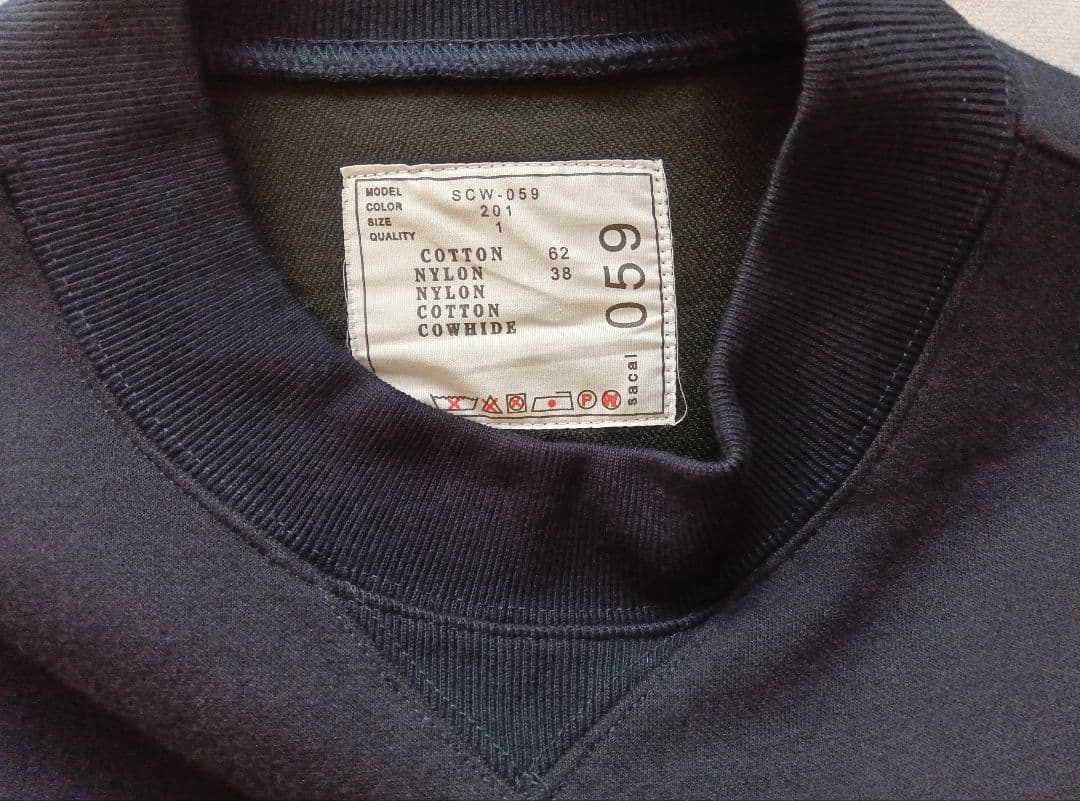 MODEL SCW-059
COLOR 201
SIZE 1
QUALITY
COTTON 62
NYLON 38
NYLON
COTTON
COWHIDE
059
sacai
P W